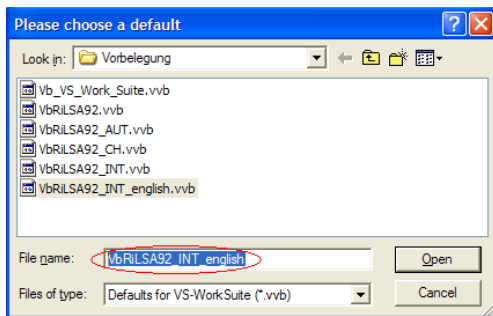 Please choose a default
Look in: Vorbelegung
Vb_VS_Work_Suite.vvb
VbRiLSA92.vvb
VbRiLSA92_AUT.vvb
VbRiLSA92_CH.vvb
VbRiLSA92_INT.vvb
VbRiLSA92_INT_english.vvb
File name: VbRiLSA92_INT_english Open
Files of type: Defaults for VS-WorkSuite (*.vvb) Cancel